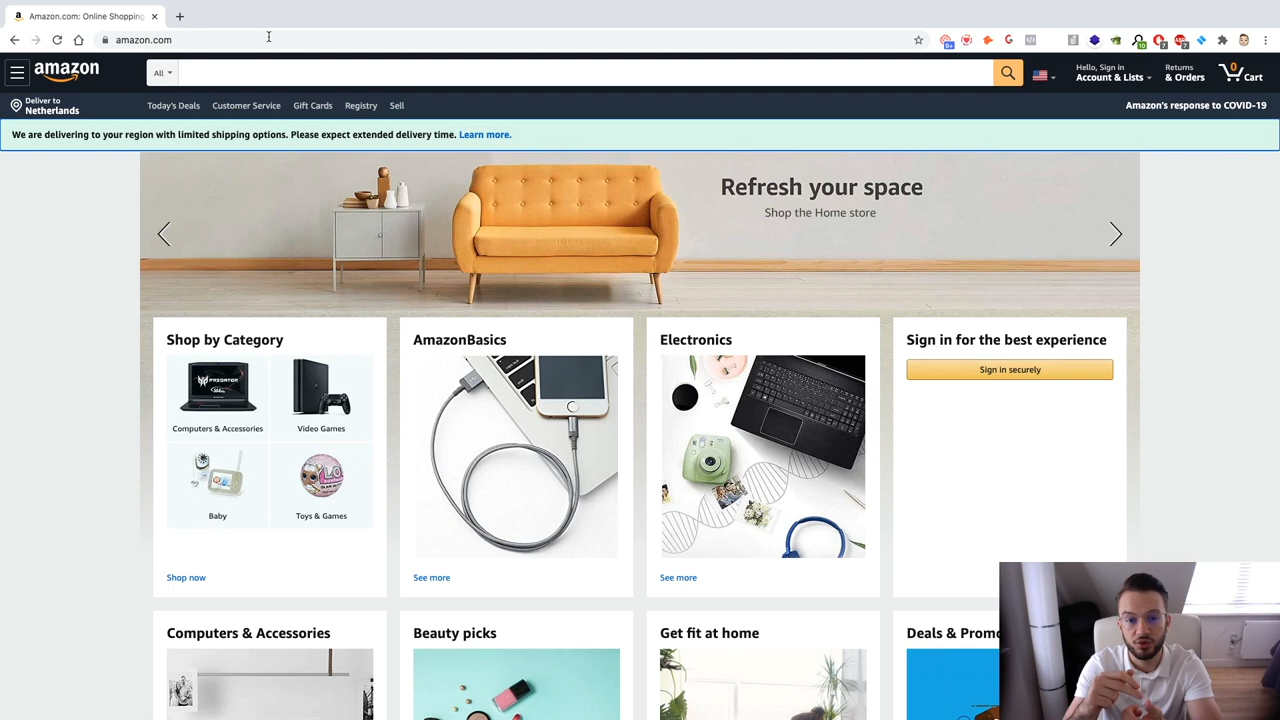 Amazon.com: Online Shopping
amazon.com
amazon
All
Hello, Sign in
Account & Lists
Returns
& Orders
0
Cart
Deliver to
Netherlands
Today's Deals
Customer Service
Gift Cards
Registry
Sell
Amazon's response to COVID-19
We are delivering to your region with limited shipping options. Please expect extended delivery time. Learn more.
Refresh your space
Shop the Home store
Shop by Category
PREDATOR
Computers & Accessories
Video Games
Baby
Toys & Games
Shop now
AmazonBasics
See more
Electronics
See more
Sign in for the best experience
Sign in securely
Computers & Accessories
Beauty picks
Get fit at home
Deals & Promo